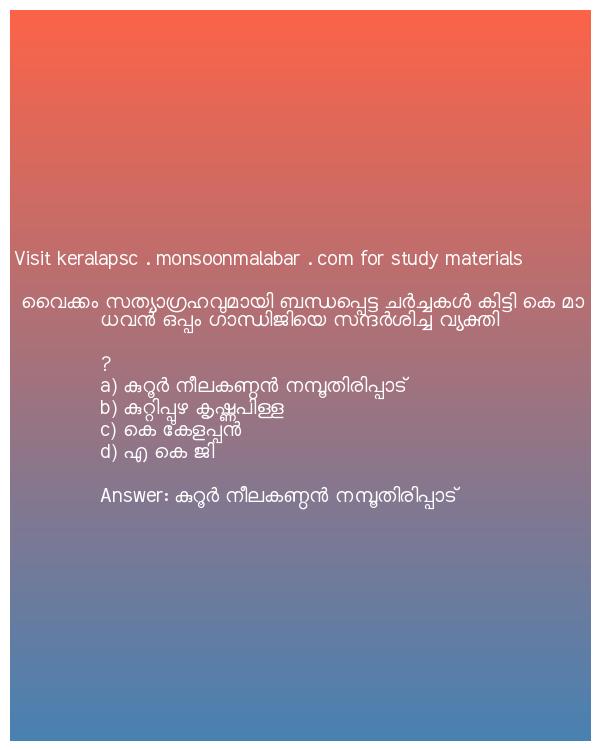 Visit keralapsc . monsoonmalabar . com for study materials
വൈക്കം സത്യാഗ്രഹവുമായി ബന്ധപ്പെട്ട ചർച്ചകൾ കിട്ടി കെ മാ
ധവൻ ഒപ്പം ഗാന്ധിജിയെ സന്ദർശിച്ച വ്യക്തി
?
a) കുറൂർ നീലകണ്ഠൻ നമ്പൂതിരിപ്പാട്
b) കുറ്റിപ്പുഴ കൃഷ്ണപിള്ള
c) കെ കേളപ്പൻ
d) എ കെ ജി
Answer: കുറൂർ നീലകണ്ഠൻ നമ്പൂതിരിപ്പാട്